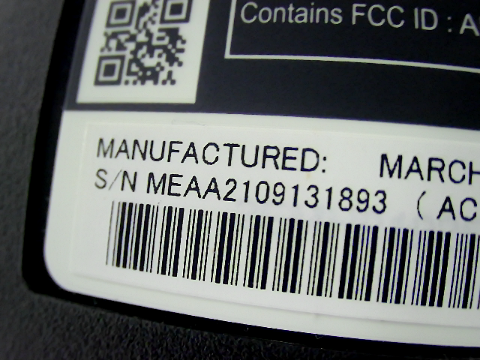 Contains FCC ID : A
MANUFACTURED: MARCH
S/N MEAA2109131893 ( AC